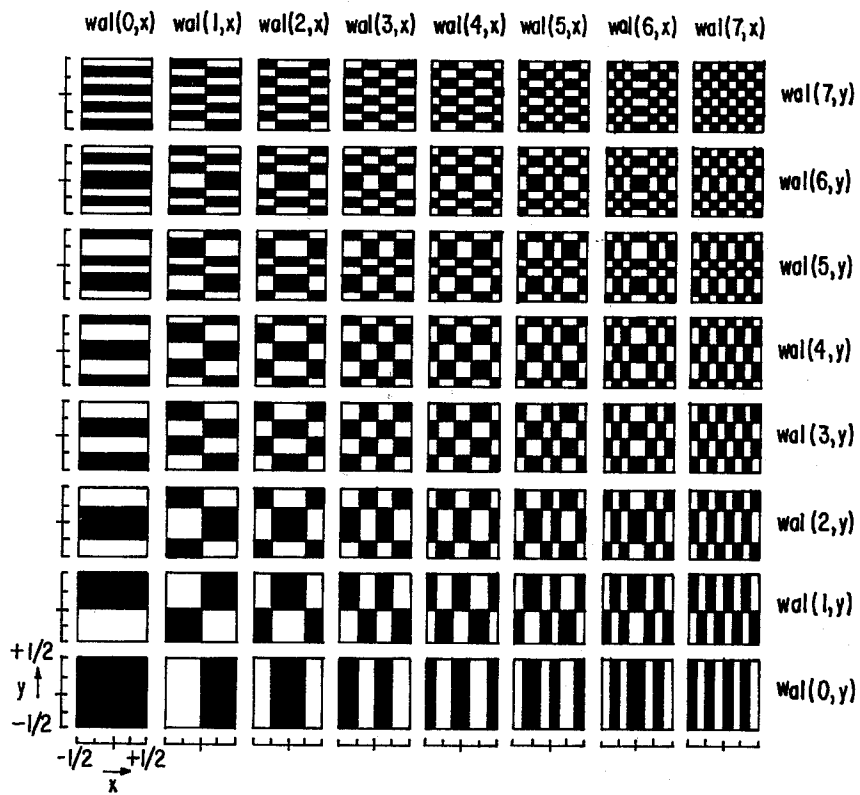 wal(0,x) wal(1,x) wal(2,x) wal(3,x) wal(4,x) wal(5,x) wal(6,x) wal(7,x)
wal(7,y)
wal(6,y)
wal(5,y)
wal(4,y)
wal(3,y)
wal(2,y)
wal(1,y)
+1/2
y
wal(0,y)
-1/2
-1/2 +1/2
x